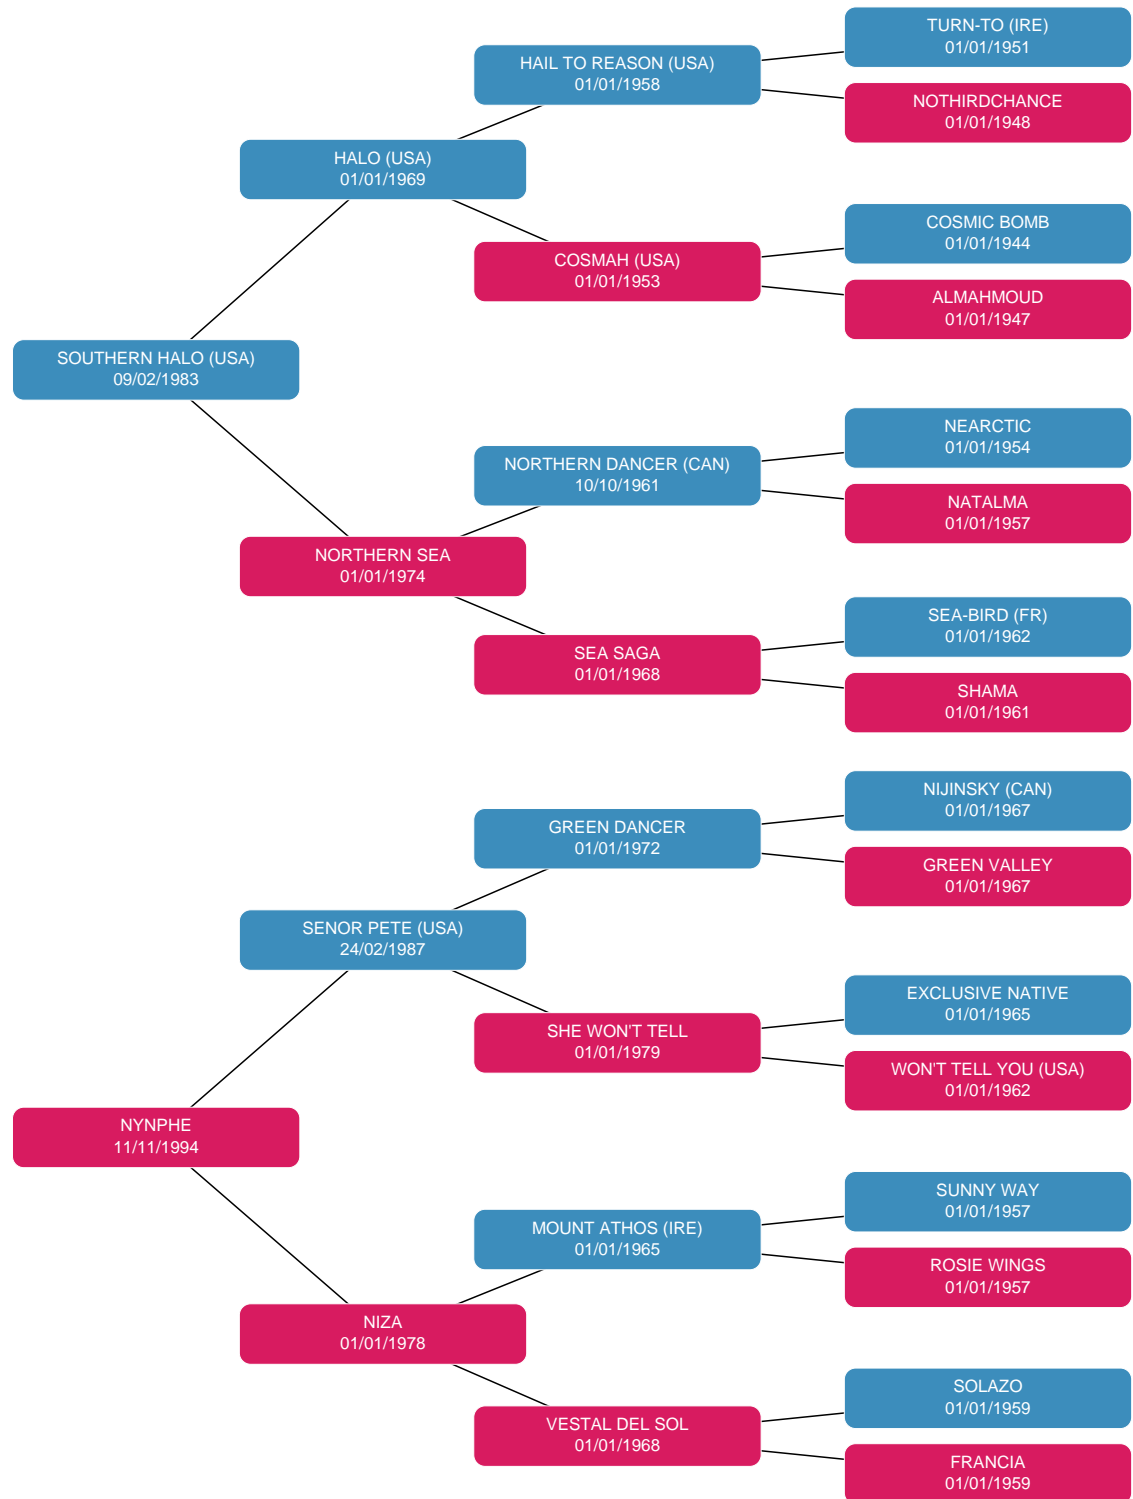 TURN-TO (IRE)
01/01/1951
HAIL TO REASON (USA)
01/01/1958
NOTHIRDCHANCE
01/01/1948
HALO (USA)
01/01/1969
COSMIC BOMB
01/01/1944
COSMAH (USA)
01/01/1953
ALMAHMOUD
01/01/1947
SOUTHERN HALO (USA)
09/02/1983
NEARCTIC
01/01/1954
NORTHERN DANCER (CAN)
10/10/1961
NATALMA
01/01/1957
NORTHERN SEA
01/01/1974
SEA-BIRD (FR)
01/01/1962
SEA SAGA
01/01/1968
SHAMA
01/01/1961
NIJINSKY (CAN)
01/01/1967
GREEN DANCER
01/01/1972
GREEN VALLEY
01/01/1967
SENOR PETE (USA)
24/02/1987
EXCLUSIVE NATIVE
01/01/1965
SHE WON'T TELL
01/01/1979
WON'T TELL YOU (USA)
01/01/1962
NYNPHE
11/11/1994
SUNNY WAY
01/01/1957
MOUNT ATHOS (IRE)
01/01/1965
ROSIE WINGS
01/01/1957
NIZA
01/01/1978
SOLAZO
01/01/1959
VESTAL DEL SOL
01/01/1968
FRANCIA
01/01/1959